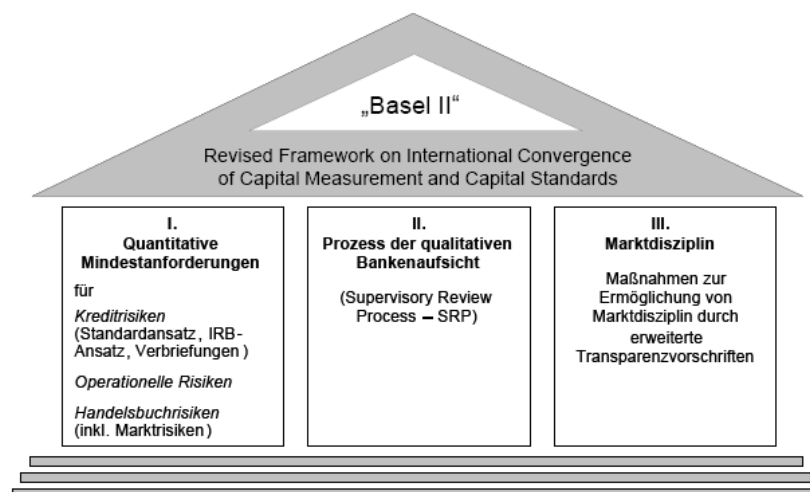 „Basel II“
Revised Framework on International Convergence
of Capital Measurement and Capital Standards
I.
Quantitative
Mindestanforderungen
für
Kreditrisiken
(Standardansatz, IRB-
Ansatz, Verbriefungen)
Operationelle Risiken
Handelsbuchrisiken
(inkl. Marktrisiken)
II.
Prozess der qualitativen
Bankenaufsicht
(Supervisory Review
Process – SRP)
III.
Marktdisziplin
Maßnahmen zur
Ermöglichung von
Marktdisziplin durch
erweiterte
Transparenzvorschriften